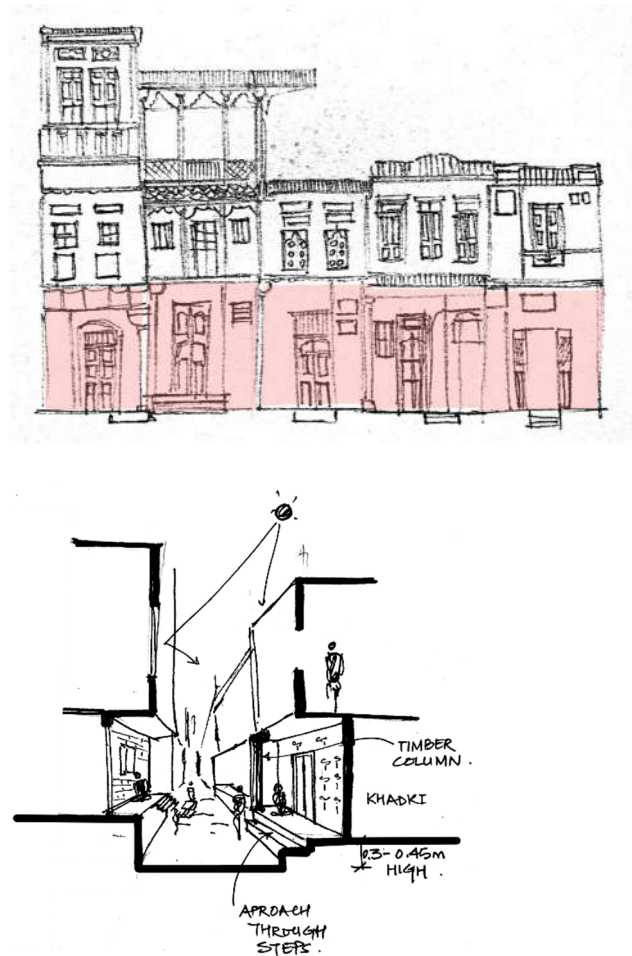 TIMBER
COLUMN.
KHADKI
0.3-0.45m
HIGH.
APROACH
THROUGH
STEPS.